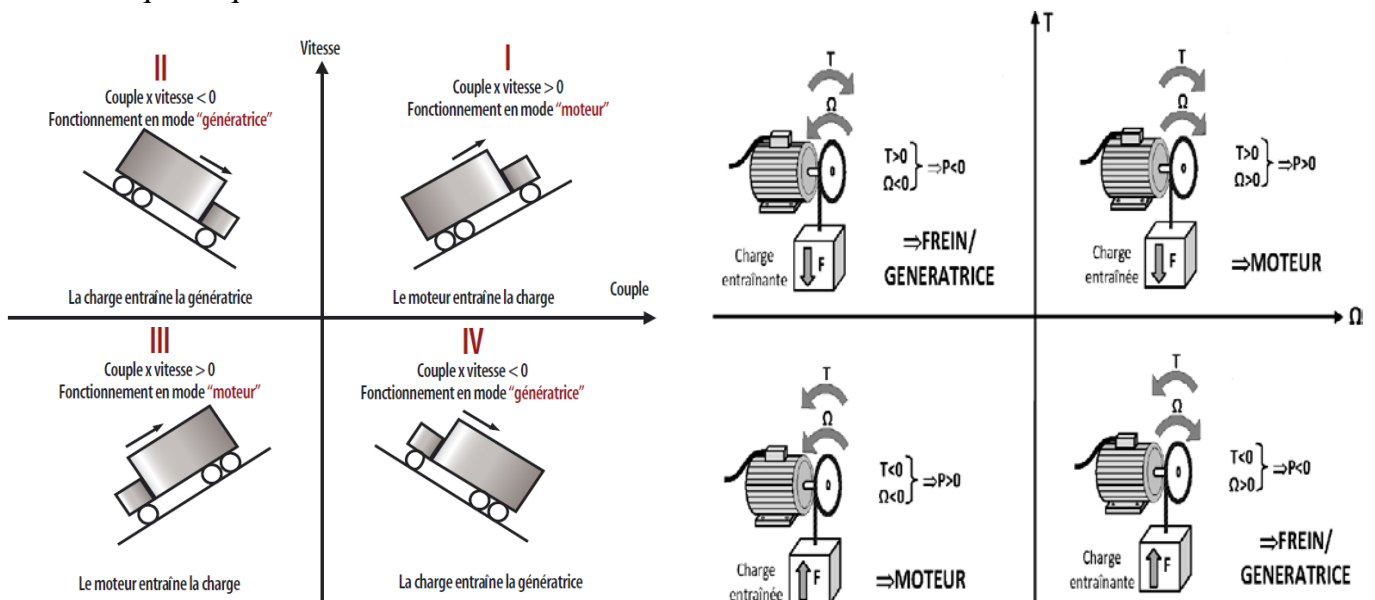 Vitesse
II
Couple x vitesse < 0
Fonctionnement en mode “génératrice”
La charge entraîne la génératrice
I
Couple x vitesse > 0
Fonctionnement en mode “moteur”
Le moteur entraîne la charge
Couple
III
Couple x vitesse > 0
Fonctionnement en mode “moteur”
Le moteur entraîne la charge
IV
Couple x vitesse < 0
Fonctionnement en mode “génératrice”
La charge entraîne la génératrice
T
T
Ω
T>0
Ω<0
⇒P<0
Charge
entraînante
F
⇒FREIN/
GENERATRICE
T
Ω
T>0
Ω>0
⇒P>0
Charge
entraînée
F
⇒MOTEUR
Ω
T
Ω
T<0
Ω<0
⇒P>0
Charge
entraînée
F
⇒MOTEUR
T
Ω
T<0
Ω>0
⇒P<0
Charge
entraînante
F
⇒FREIN/
GENERATRICE